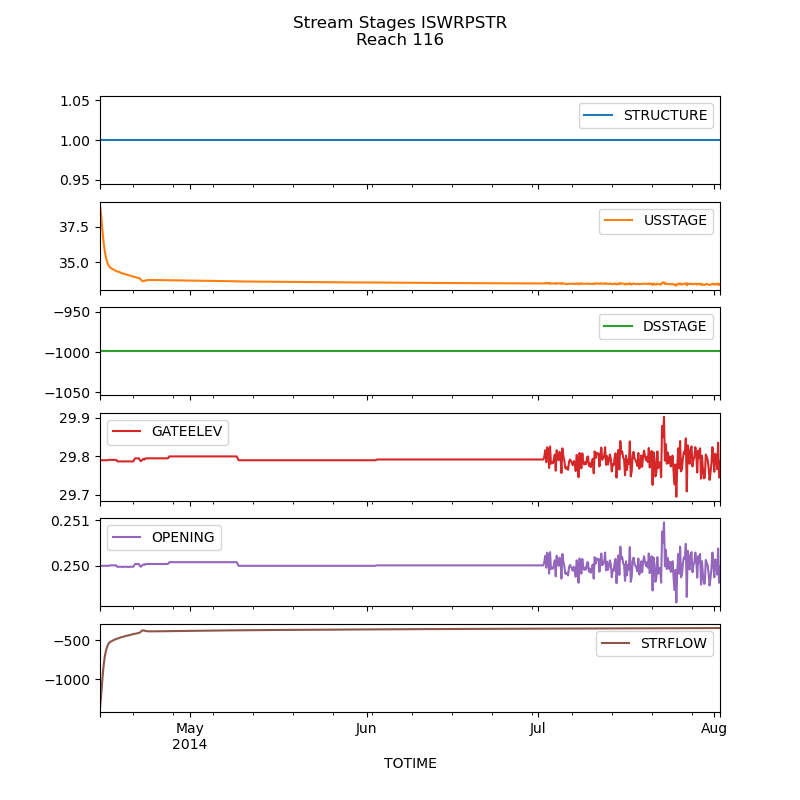 Stream Stages ISWRPSTR
Reach 116
1.05
STRUCTURE
1.00
0.95
USSTAGE
37.5
35.0
−950
DSSTAGE
−1000
−1050
29.9
GATEELEV
29.8
29.7
0.251
OPENING
0.250
−500
STRFLOW
−1000
May
2014
Jun
Jul
Aug
TOTIME